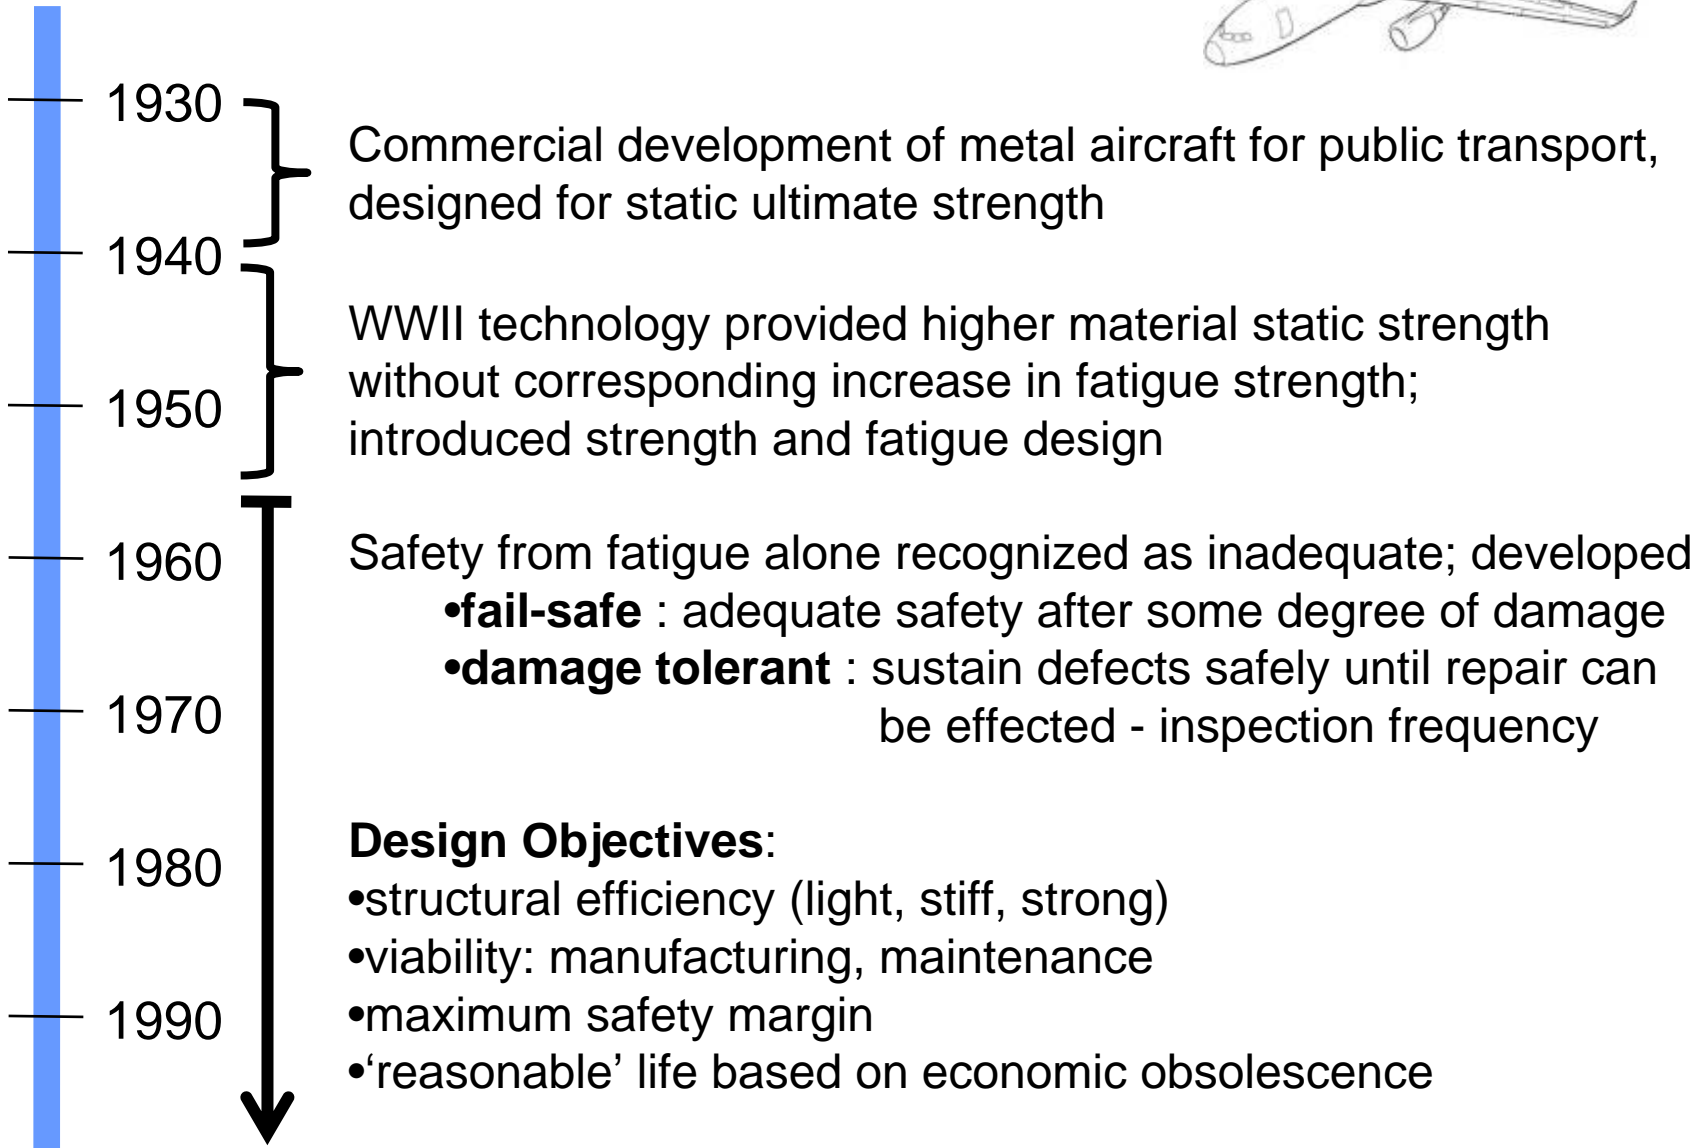 1930
Commercial development of metal aircraft for public transport,
designed for static ultimate strength
1940
WWII technology provided higher material static strength
without corresponding increase in fatigue strength;
1950
introduced strength and fatigue design
1960
Safety from fatigue alone recognized as inadequate; developed
•fail-safe : adequate safety after some degree of damage
•damage tolerant : sustain defects safely until repair can
1970
be effected - inspection frequency
Design Objectives:
1980
•structural efficiency (light, stiff, strong)
•viability: manufacturing, maintenance
1990
•maximum safety margin
•‘reasonable’ life based on economic obsolescence